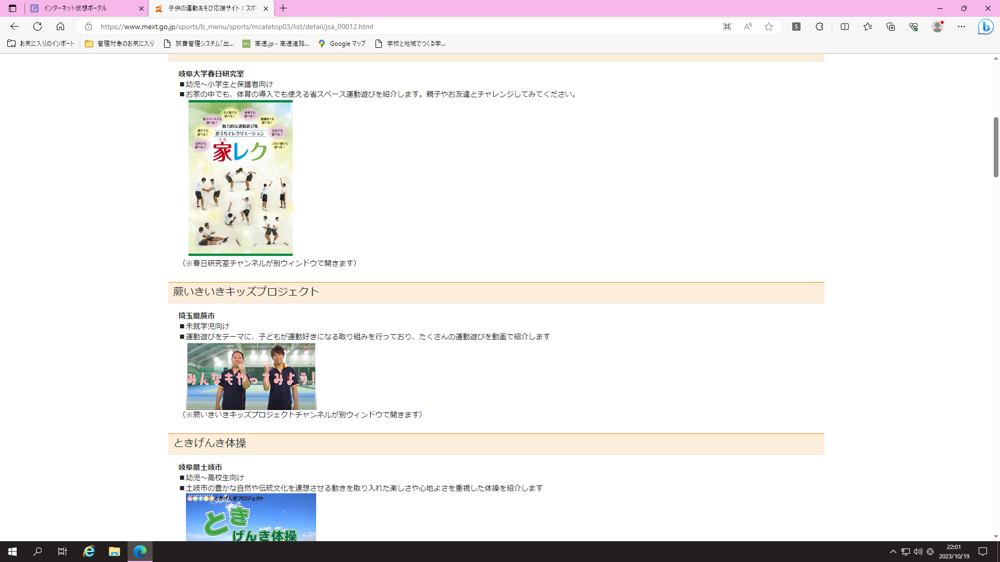 インターネット仮想ポータル
子供の運動あそび応援サイト：スポー
https://www.mext.go.jp/sports/b_menu/sports/mcatetop03/list/detail/jsa_00012.html
お気に入りのインポート
管理対象のお気に入り
旅費管理システム「出...
高速.jp - 高速道路...
Google マップ
学校と地域でつくる学...
岐阜大学春日研究室
■幼児～小学生と保護者向け
■お家の中でも、体育の導入でも使える省スペース運動遊びを紹介します。親子やお友達とチャレンジしてみてください。
少人数でも遊べる！
体育でも遊べる！
省スペースでも遊べる！
避難所でも遊べる！
魅力的な運動遊び集
親子でも遊べる！
おうちでレクリエーション
会社でも遊べる！
室内でも遊べる！
うち
家レク
コロナ禍でも遊べる！
（※春日研究室チャンネルが別ウィンドウで開きます）
蕨いきいきキッズプロジェクト
埼玉県蕨市
■未就学児向け
■運動遊びをテーマに、子どもが運動好きになる取り組みを行っており、たくさんの運動遊びを動画で紹介します
みんなもやってみよう！
（※蕨いきいきキッズプロジェクトチャンネルが別ウィンドウで開きます）
ときげんき体操
岐阜県土岐市
■幼児～高校生向け
■土岐市の豊かな自然や伝統文化を連想させる動きを取り入れた楽しさや心地よさを重視した体操を紹介します
ときげんきプロジェクト
とき
げんき体操
22:01
2023/10/19